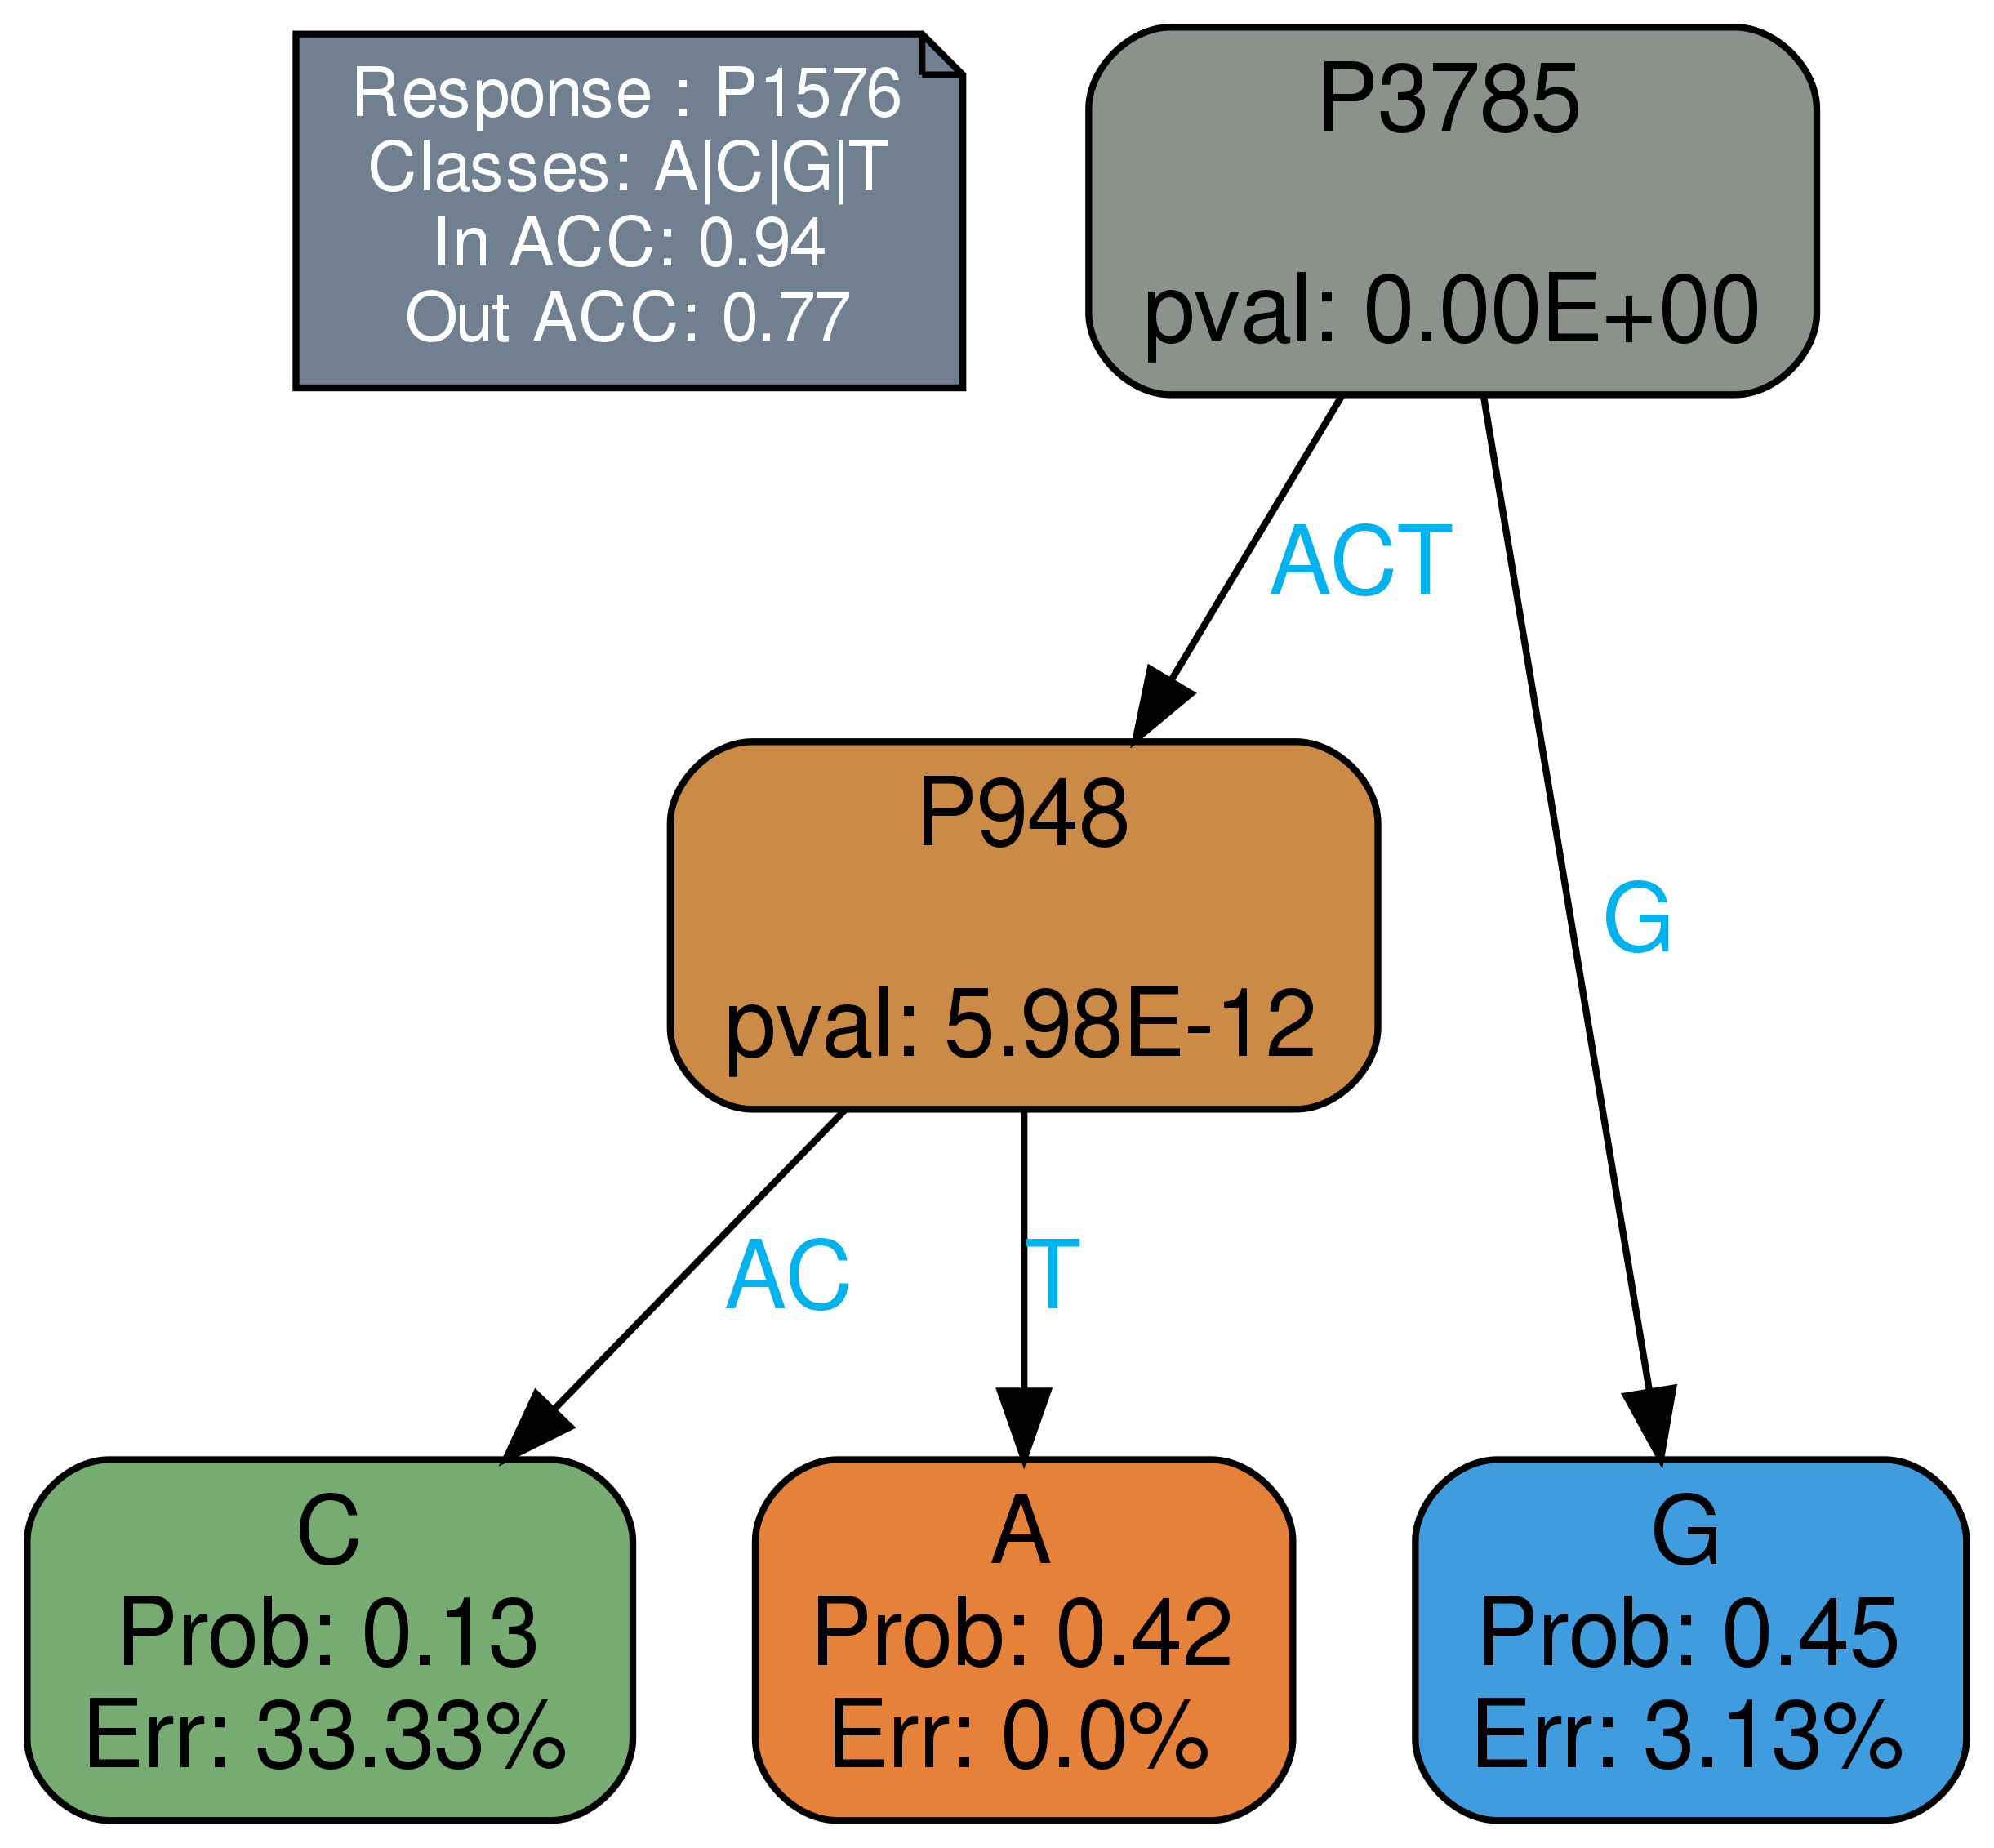 Response : P1576
Classes: A|C|G|T
In ACC: 0.94
Out ACC: 0.77
P3785
pval: 0.00E+00
ACT
P948
pval: 5.98E-12
G
AC
T
C
Prob: 0.13
Err: 33.33%
A
Prob: 0.42
Err: 0.0%
G
Prob: 0.45
Err: 3.13%